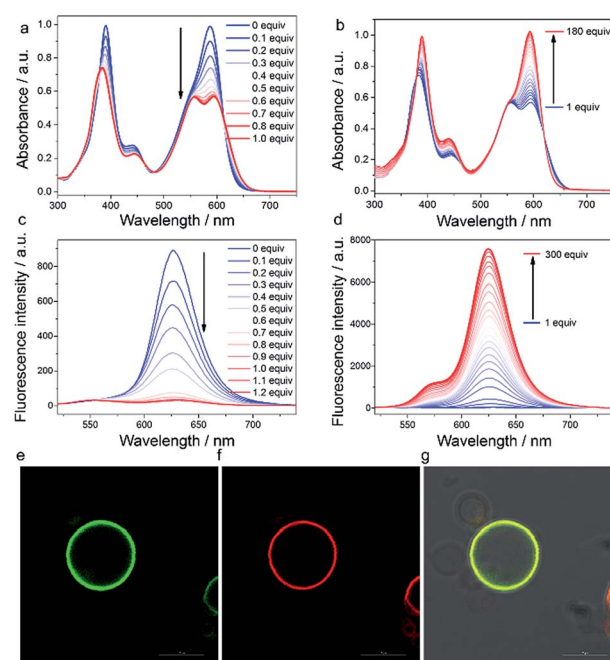 a
Absorbance / a.u.
1.0
0.8
0.6
0.4
0.2
0.0
300 400 500 600 700
Wavelength / nm
0 equiv
0.1 equiv
0.2 equiv
0.3 equiv
0.4 equiv
0.5 equiv
0.6 equiv
0.7 equiv
0.8 equiv
1.0 equiv
b
Absorbance / a.u.
1.0
0.8
0.6
0.4
0.2
0.0
300 400 500 600 700
Wavelength / nm
180 equiv
1 equiv
c
Fluorescence intensity / a.u.
800
600
400
200
0
550 600 650 700
Wavelength / nm
0 equiv
0.1 equiv
0.2 equiv
0.3 equiv
0.4 equiv
0.5 equiv
0.6 equiv
0.7 equiv
0.8 equiv
0.9 equiv
1.0 equiv
1.1 equiv
1.2 equiv
d
Fluorescence intensity / a.u.
8000
6000
4000
2000
0
550 600 650 700
Wavelength / nm
300 equiv
1 equiv
e
f
g